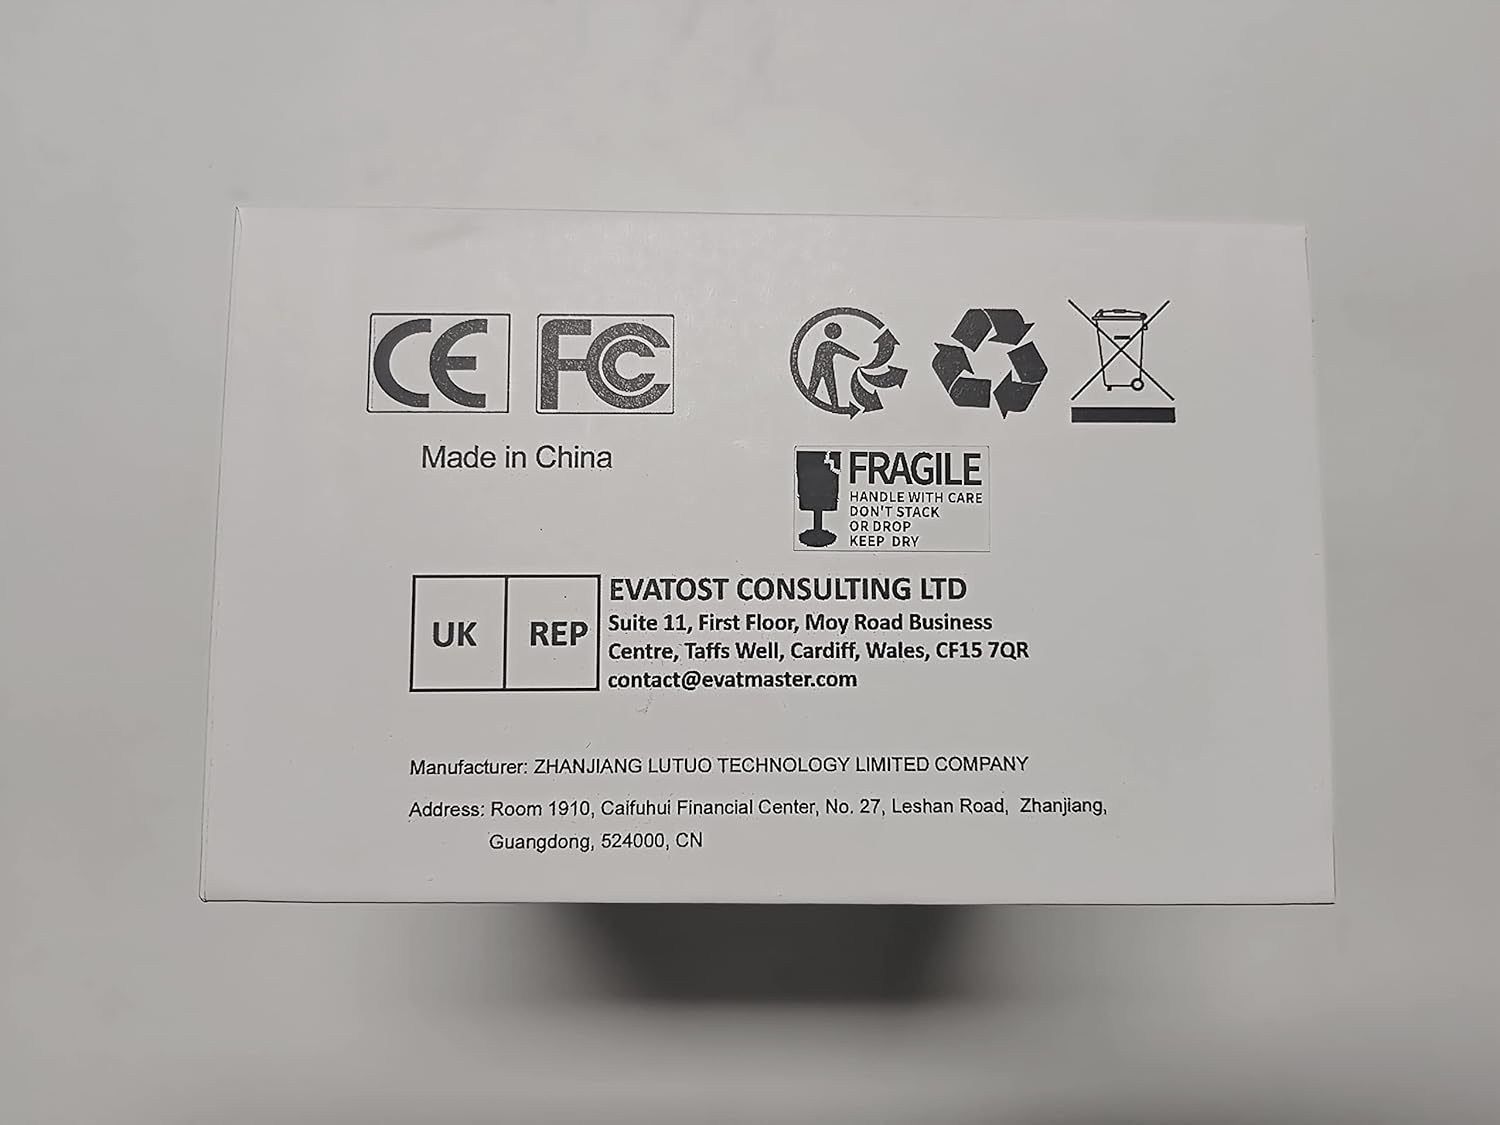 CE FC
Made in China
FRAGILE
HANDLE WITH CARE
DON'T STACK
OR DROP
KEEP DRY
UK REP
EVATOST CONSULTING LTD
Suite 11, First Floor, Moy Road Business
Centre, Taffs Well, Cardiff, Wales, CF15 7QR
contact@evatmaster.com
Manufacturer: ZHANJIANG LUTUO TECHNOLOGY LIMITED COMPANY
Address: Room 1910, Caifuhui Financial Center, No. 27, Leshan Road, Zhanjiang,
Guangdong, 524000, CN